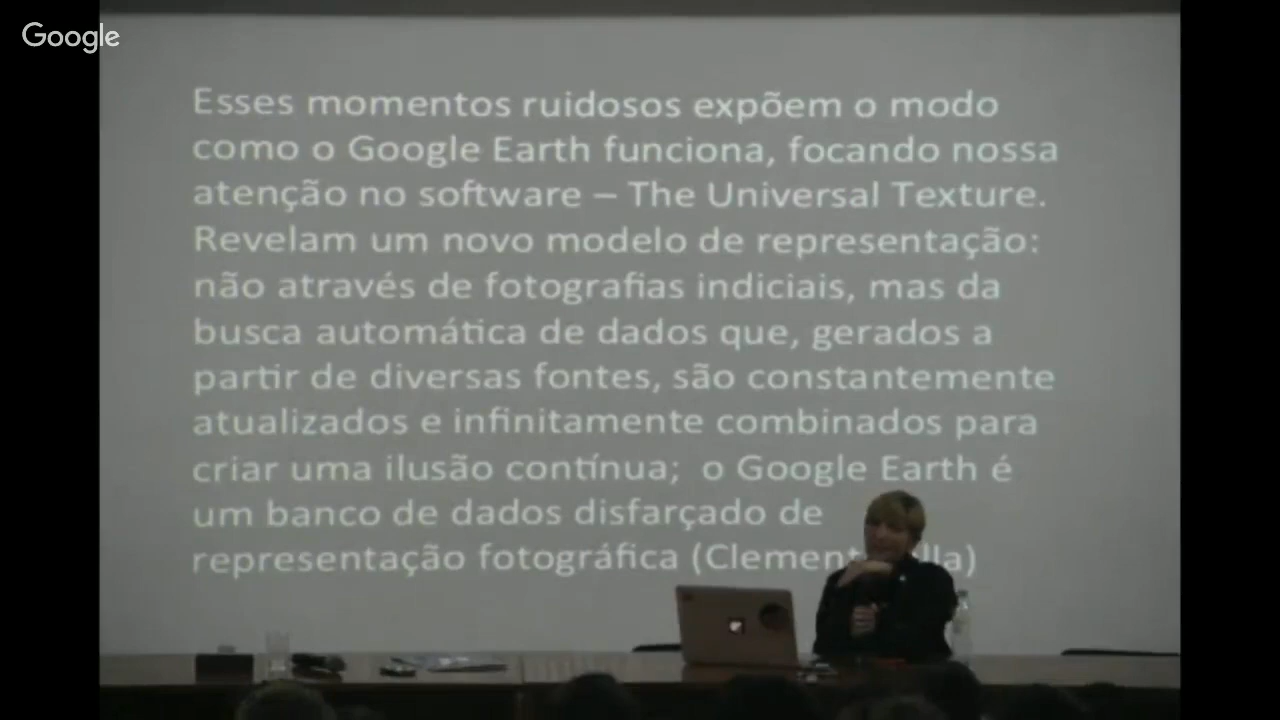 Google
Esses momentos ruidosos expõem o modo
como o Google Earth funciona, focando nossa
atenção no software – The Universal Texture.
Revelam um novo modelo de representação:
não através de fotografias indiciais, mas da
busca automática de dados que, gerados a
partir de diversas fontes, são constantemente
atualizados e infinitamente combinados para
criar uma ilusão contínua; o Google Earth é
um banco de dados disfarçado de
representação fotográfica (Clement